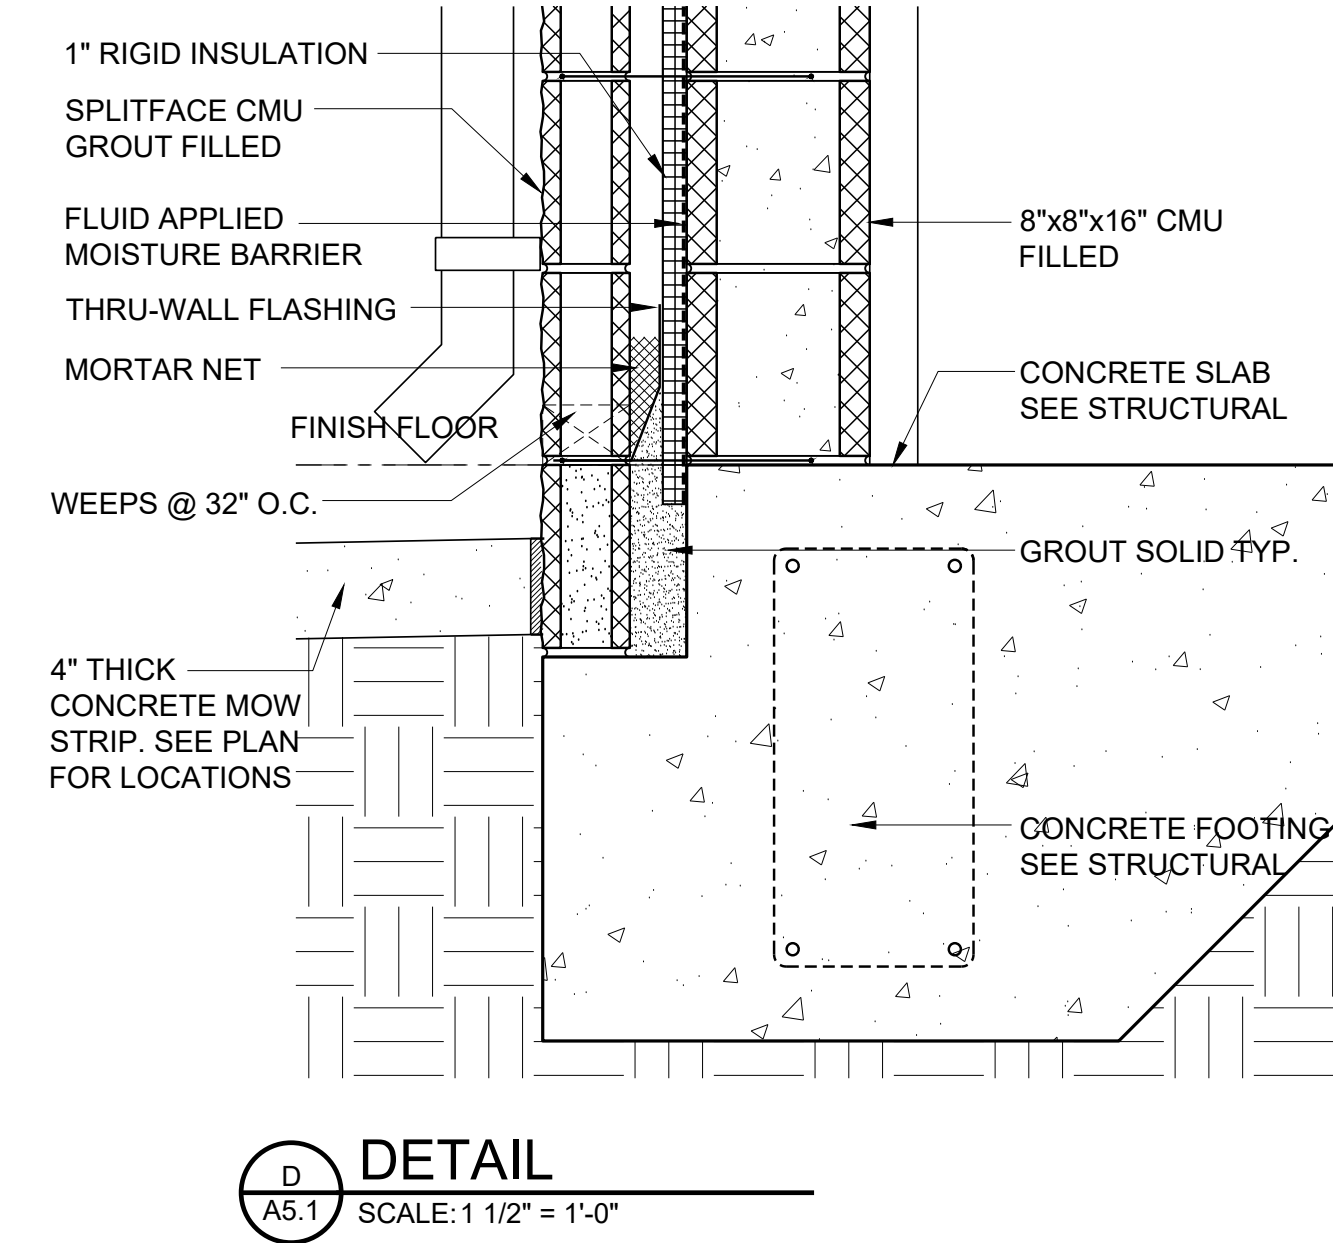 1" RIGID INSULATION
SPLITFACE CMU
GROUT FILLED
FLUID APPLIED
MOISTURE BARRIER
THRU-WALL FLASHING
MORTAR NET
FINISH FLOOR
WEEPS @ 32" O.C.
4" THICK
CONCRETE MOW
STRIP. SEE PLAN
FOR LOCATIONS
8"x8"x16" CMU
FILLED
CONCRETE SLAB
SEE STRUCTURAL
GROUT SOLID TYP.
CONCRETE FOOTING
SEE STRUCTURAL
D
A5.1
DETAIL
SCALE: 1 1/2" = 1'-0"